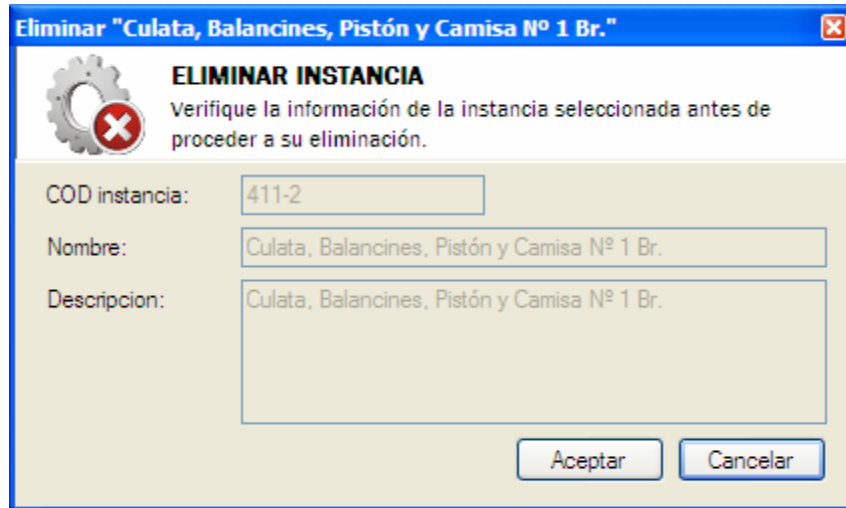 Eliminar "Culata, Balancines, Pistón y Camisa Nº 1 Br."
ELIMINAR INSTANCIA
Verifique la información de la instancia seleccionada antes de
proceder a su eliminación.
COD instancia: 411-2
Nombre: Culata, Balancines, Pistón y Camisa Nº 1 Br.
Descripcion: Culata, Balancines, Pistón y Camisa Nº 1 Br.
Aceptar Cancelar